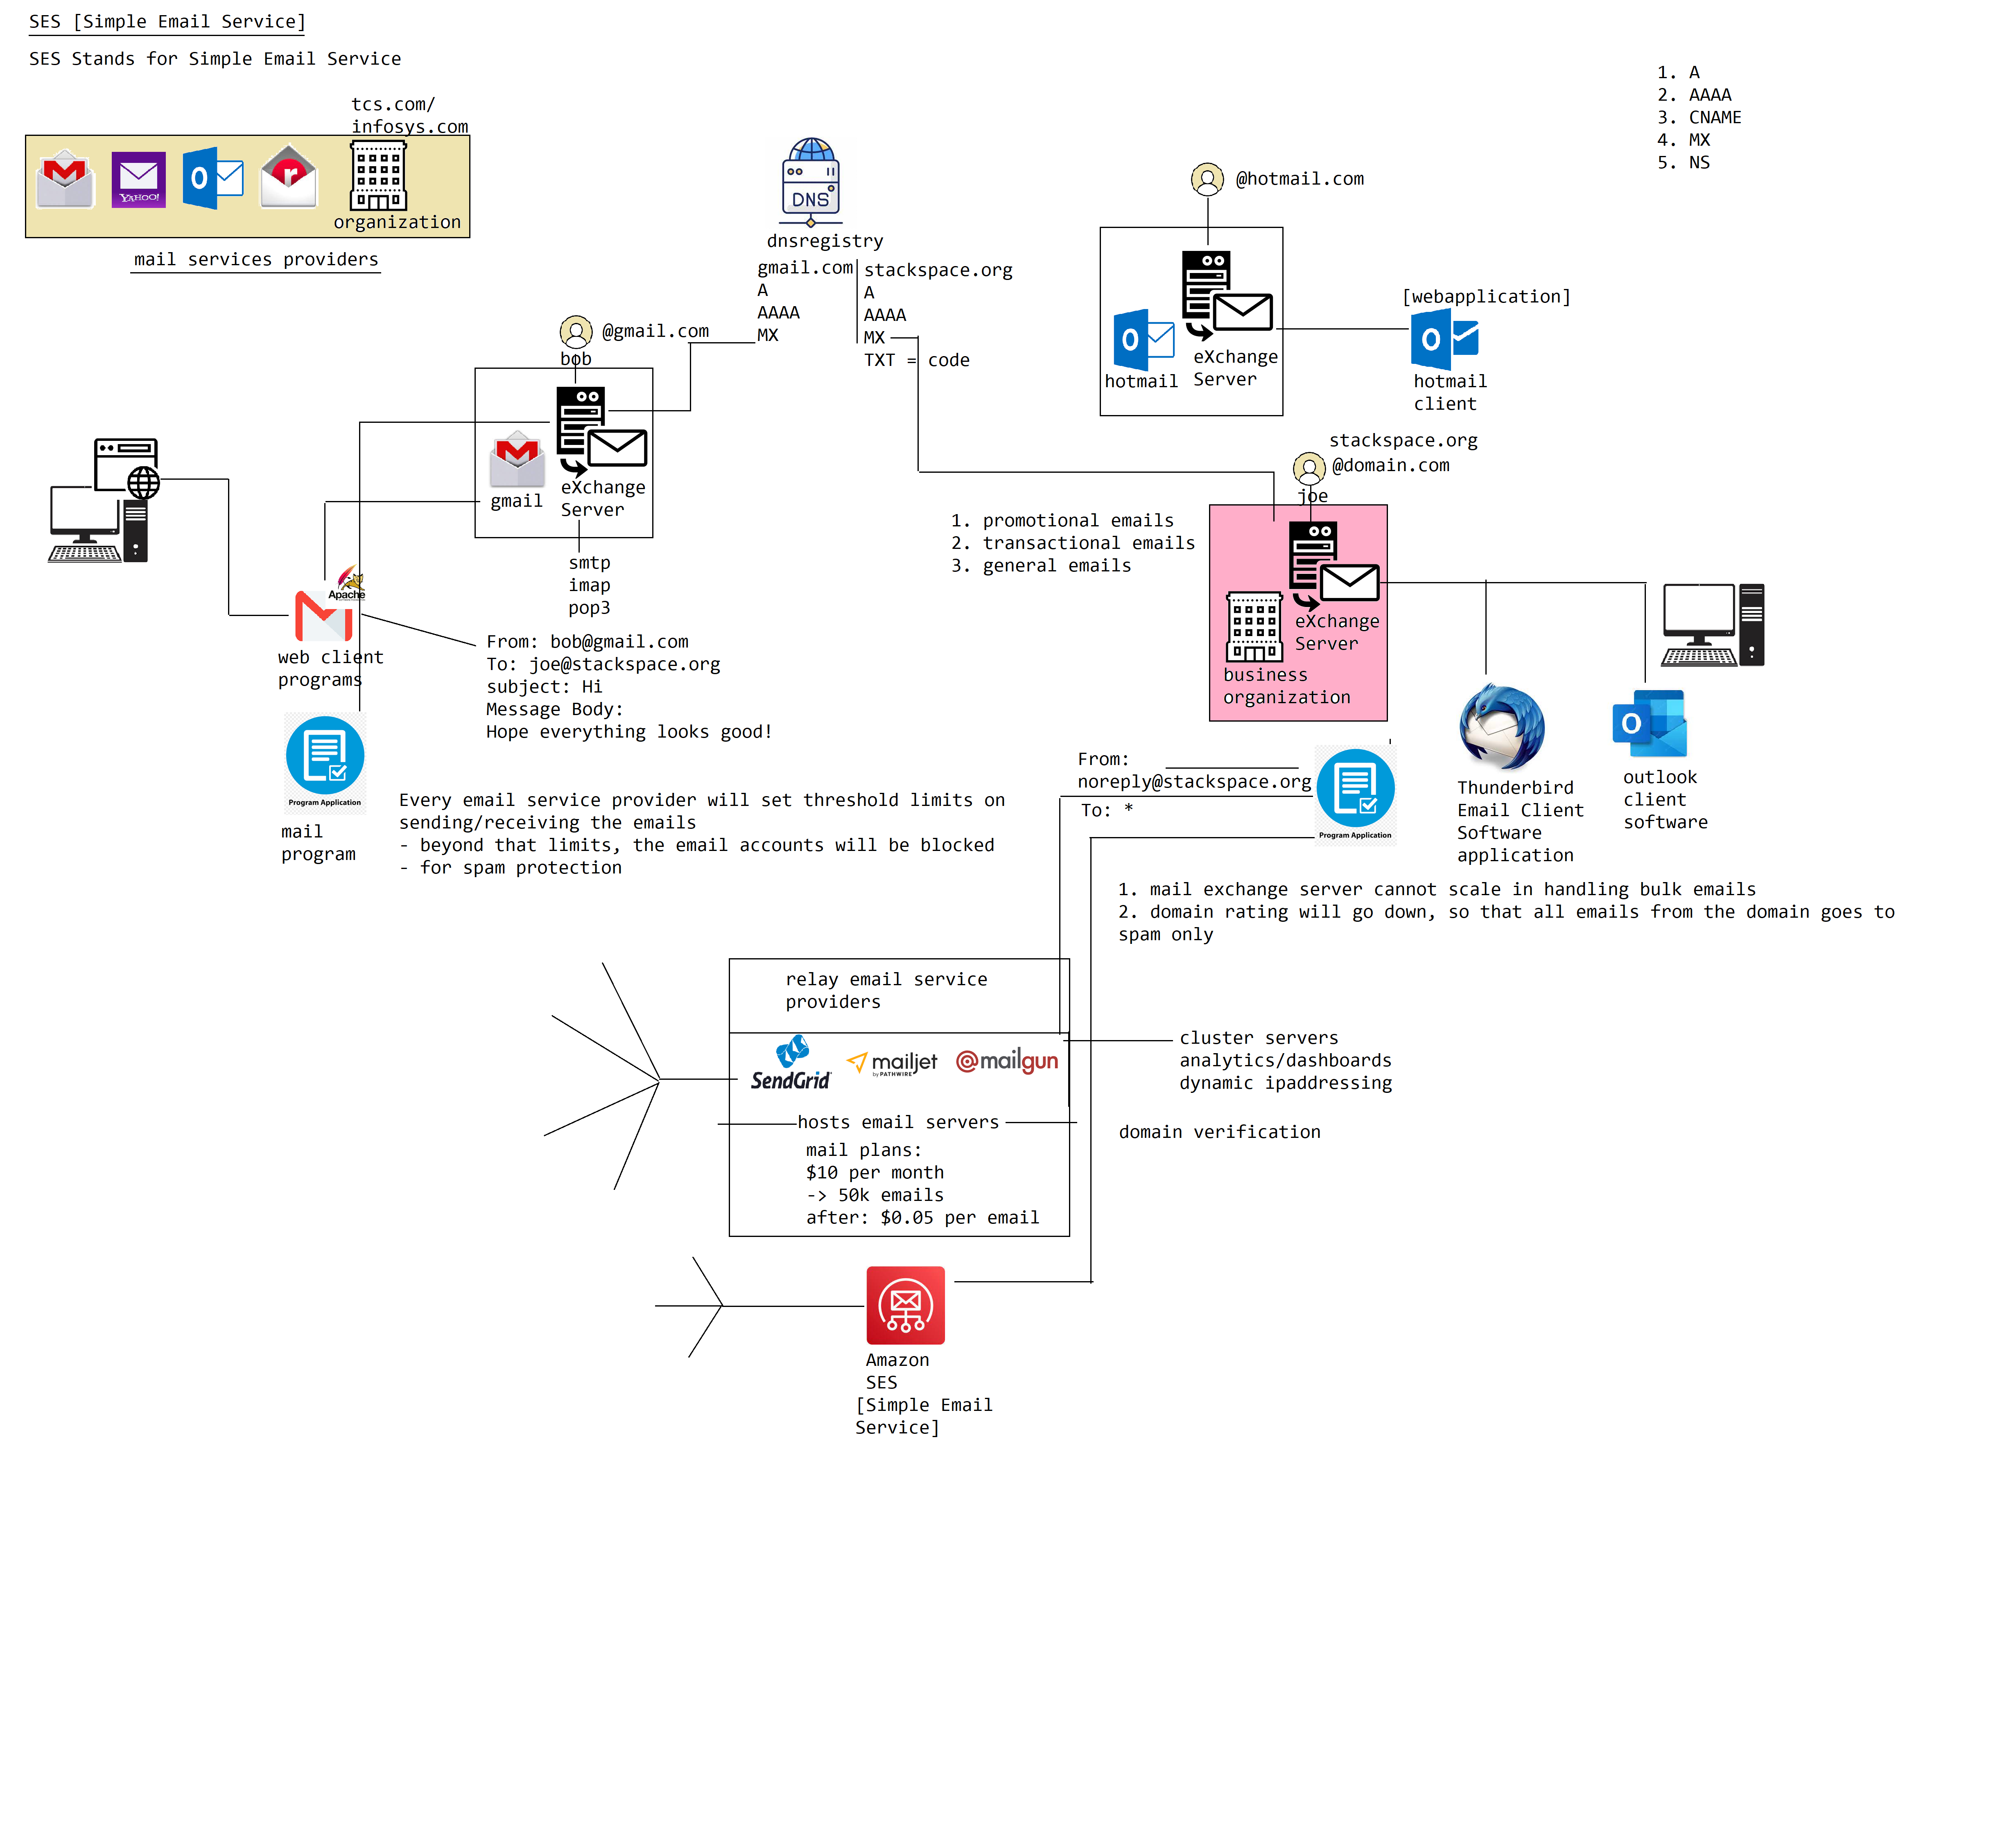 SES [Simple Email Service]
SES Stands for Simple Email Service
tcs.com/
infosys.com
YAHOO!
organization
mail services providers
1. A
2. AAAA
3. CNAME
4. MX
5. NS
DNS
dnsregistry
gmail.com
A
AAAA
MX
stackspace.org
A
AAAA
MX
TXT = code
@hotmail.com
hotmail
eXchange
Server
[webapplication]
hotmail
client
@gmail.com
bob
gmail
eXchange
Server
smtp
imap
pop3
Apache
web client
programs
From: bob@gmail.com
To: joe@stackspace.org
subject: Hi
Message Body:
Hope everything looks good!
Program Application
mail
program
Every email service provider will set threshold limits on
sending/receiving the emails
- beyond that limits, the email accounts will be blocked
- for spam protection
stackspace.org
@domain.com
joe
1. promotional emails
2. transactional emails
3. general emails
eXchange
Server
business
organization
From:
noreply@stackspace.org
To: *
Program Application
Thunderbird
Email Client
Software
application
outlook
client
software
1. mail exchange server cannot scale in handling bulk emails
2. domain rating will go down, so that all emails from the domain goes to
spam only
relay email service
providers
SendGrid
mailjet
by PATHWIRE
@mailgun
hosts email servers
mail plans:
$10 per month
-> 50k emails
after: $0.05 per email
cluster servers
analytics/dashboards
dynamic ipaddressing
domain verification
Amazon
SES
[Simple Email
Service]